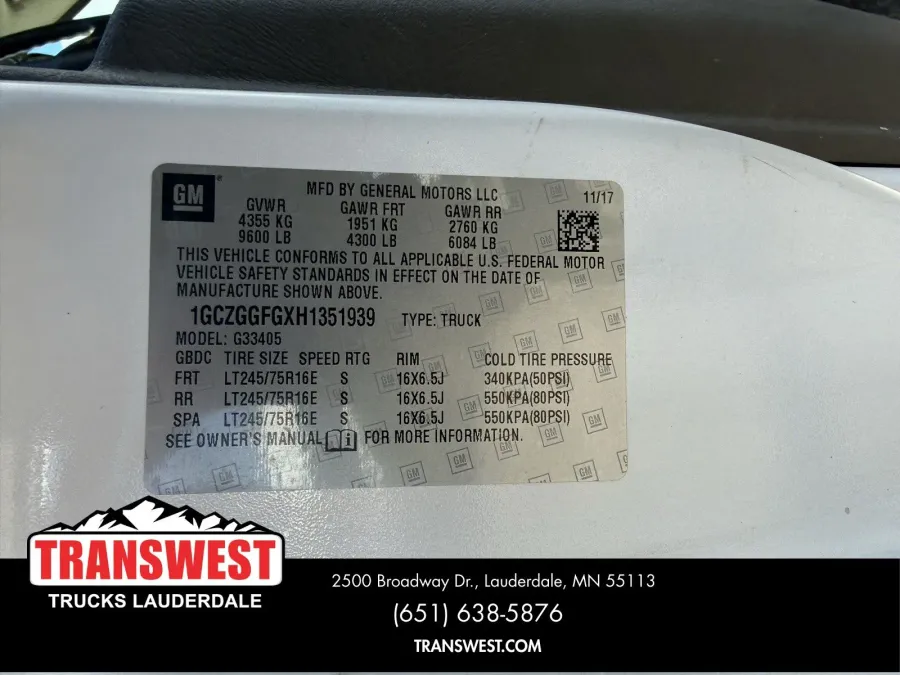 GM
MFD BY GENERAL MOTORS LLC 11/17
GVWR GAWR FRT GAWR RR
4355 KG 1951 KG 2760 KG
9600 LB 4300 LB 6084 LB
THIS VEHICLE CONFORMS TO ALL APPLICABLE U.S. FEDERAL MOTOR
VEHICLE SAFETY STANDARDS IN EFFECT ON THE DATE OF
MANUFACTURE SHOWN ABOVE.
1GCZGGFGXH1351939 TYPE: TRUCK
MODEL: G33405
GBDC TIRE SIZE SPEED RTG RIM COLD TIRE PRESSURE
FRT LT245/75R16E S 16X6.5J 340KPA(50PSI)
RR LT245/75R16E S 16X6.5J 550KPA(80PSI)
SPA LT245/75R16E S 16X6.5J 550KPA(80PSI)
SEE OWNER'S MANUAL FOR MORE INFORMATION.
TRANSWEST
TRUCKS LAUDERDALE
2500 Broadway Dr., Lauderdale, MN 55113
(651) 638-5876
TRANSWEST.COM